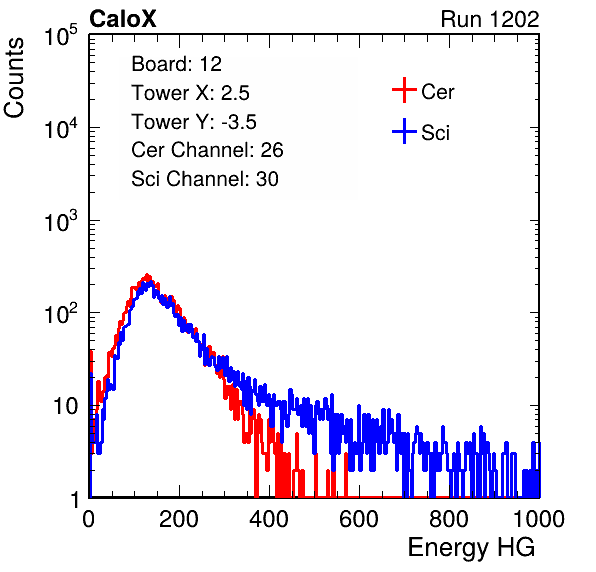 CaloX Run 1202
Counts
10^5
10^4
10^3
10^2
10
1
Board: 12
Tower X: 2.5
Tower Y: -3.5
Cer Channel: 26
Sci Channel: 30
Cer
Sci
0 200 400 600 800 1000
Energy HG